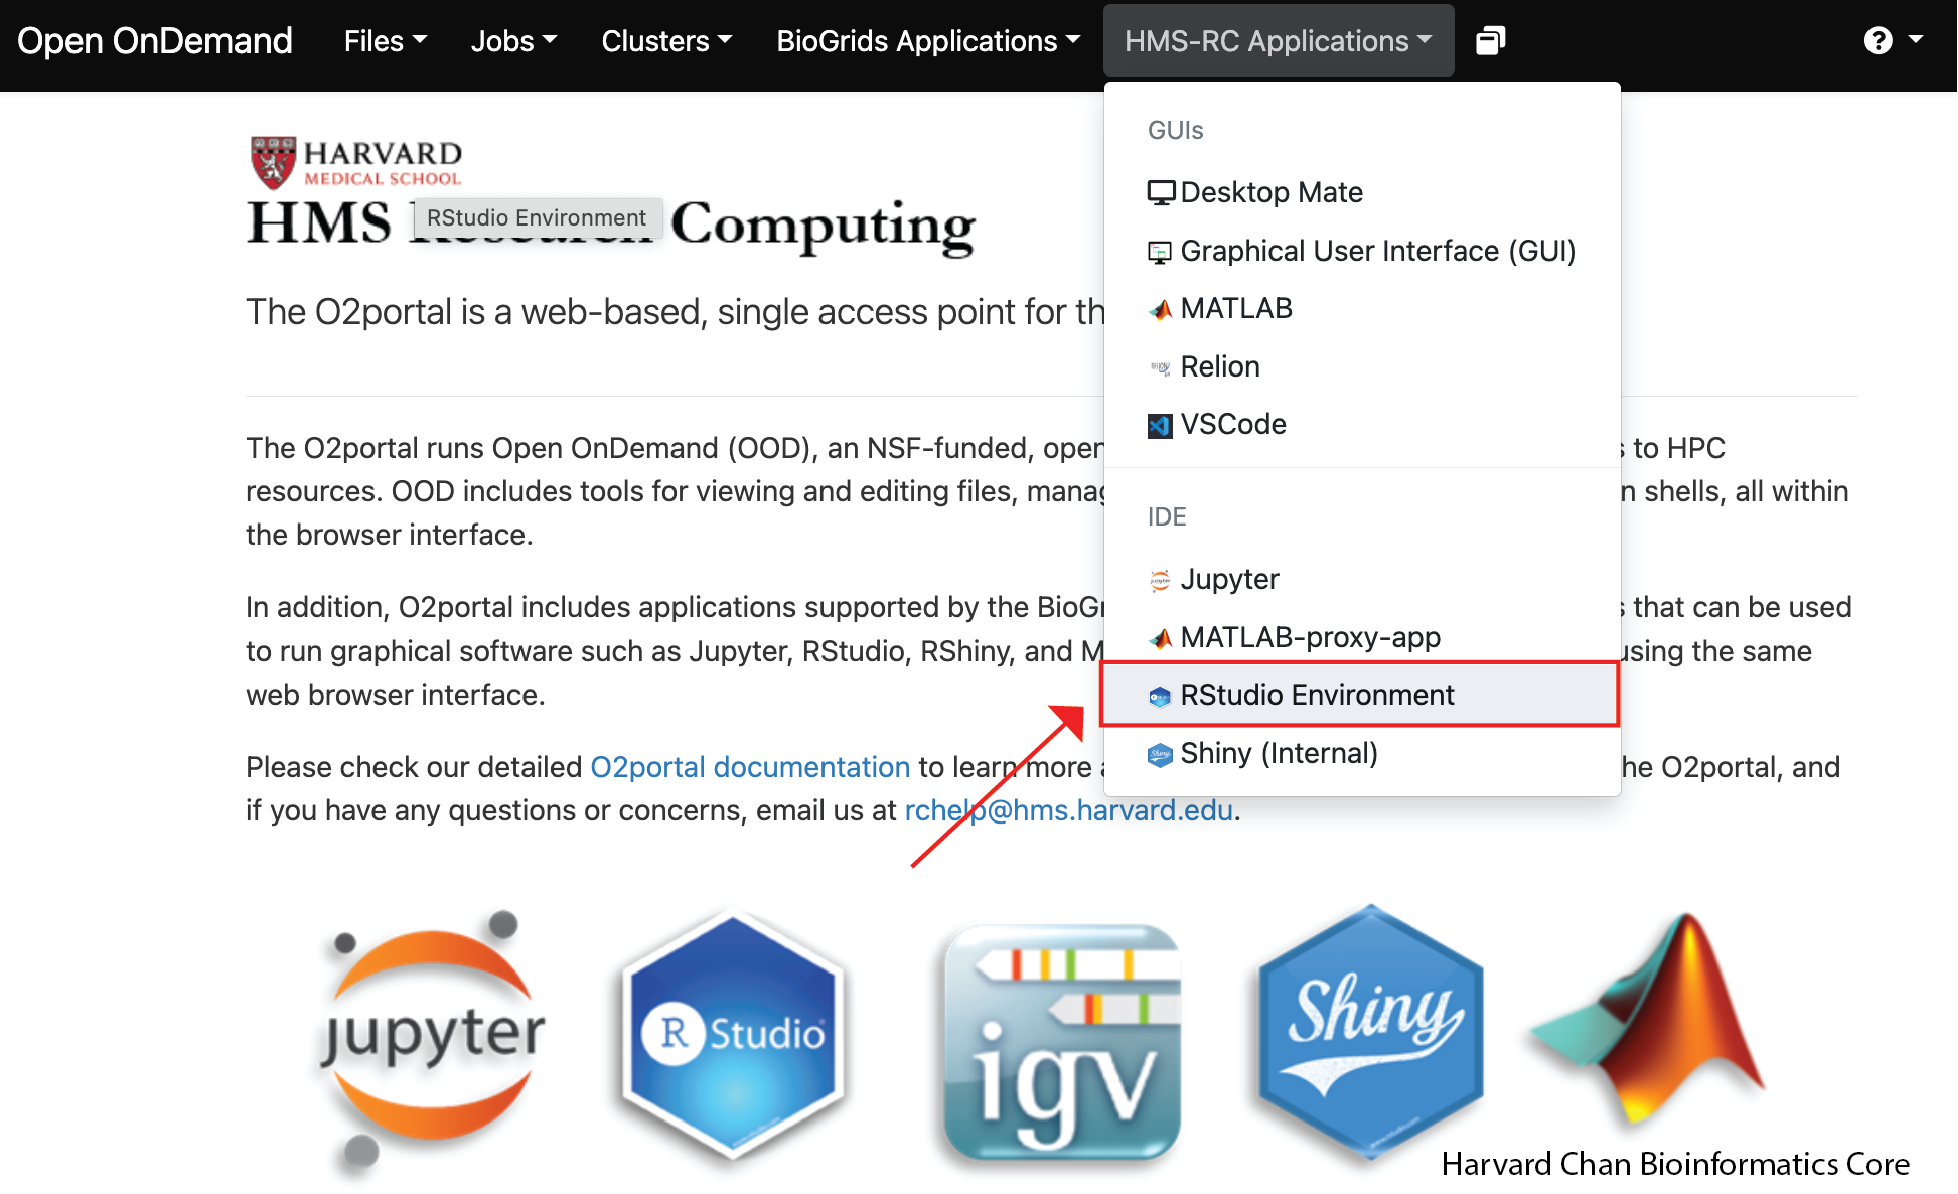 Open OnDemand Files Jobs Clusters BioGrids Applications HMS-RC Applications
HARVARD
MEDICAL SCHOOL
HMS Research Computing
RStudio Environment
The O2portal is a web-based, single access point for th
The O2portal runs Open OnDemand (OOD), an NSF-funded, open s to HPC
resources. OOD includes tools for viewing and editing files, manag n shells, all within
the browser interface.
In addition, O2portal includes applications supported by the BioGr s that can be used
to run graphical software such as Jupyter, RStudio, RShiny, and M using the same
web browser interface.
Please check our detailed O2portal documentation to learn more a he O2portal, and
if you have any questions or concerns, email us at rchelp@hms.harvard.edu.
GUIs
Desktop Mate
Graphical User Interface (GUI)
MATLAB
Relion
VSCode
IDE
Jupyter
MATLAB-proxy-app
RStudio Environment
Shiny (Internal)
jupyter
R Studio
igv
Shiny
Harvard Chan Bioinformatics Core